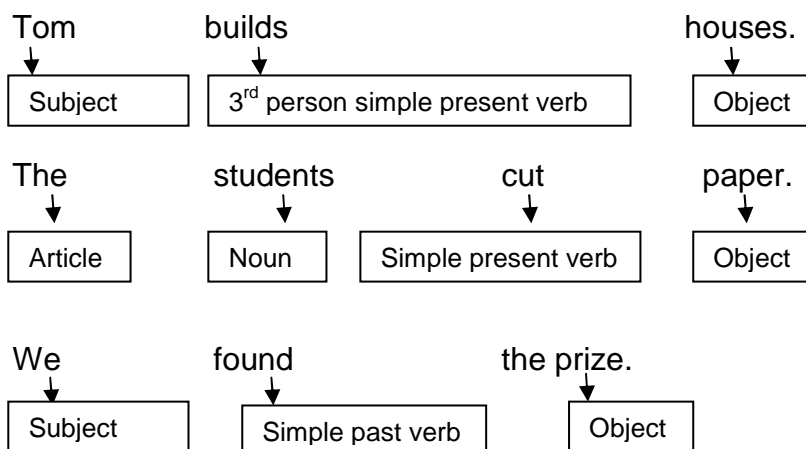 Tom builds houses.
Subject 3rd person simple present verb Object
The students cut paper.
Article Noun Simple present verb Object
We found the prize.
Subject Simple past verb Object